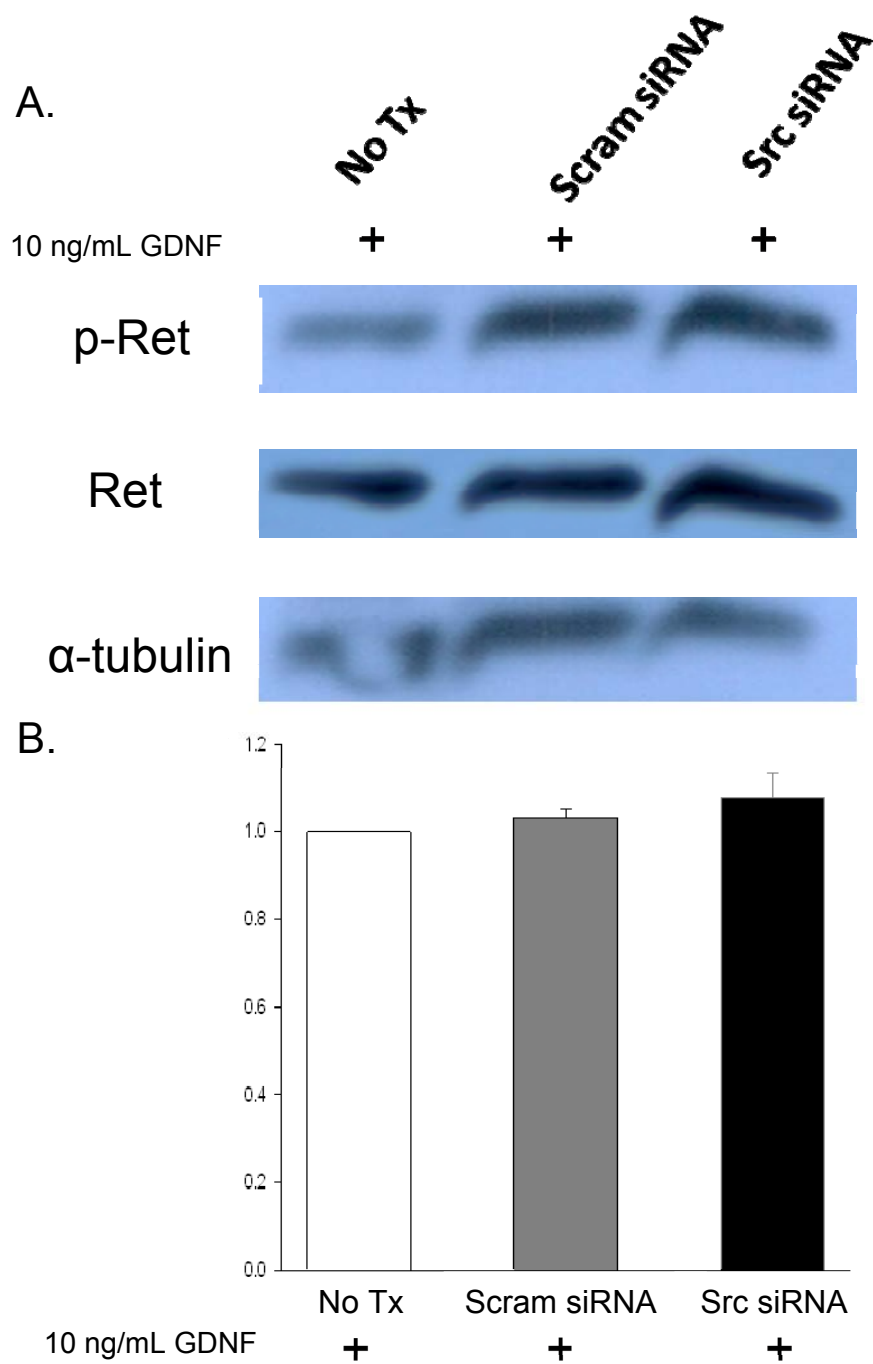 A.
No Tx
Scram siRNA
Src siRNA
10 ng/mL GDNF + + +
p-Ret
Ret
α-tubulin
B.
1.2
1.0
0.8
0.6
0.4
0.2
0.0
No Tx Scram siRNA Src siRNA
10 ng/mL GDNF + + +